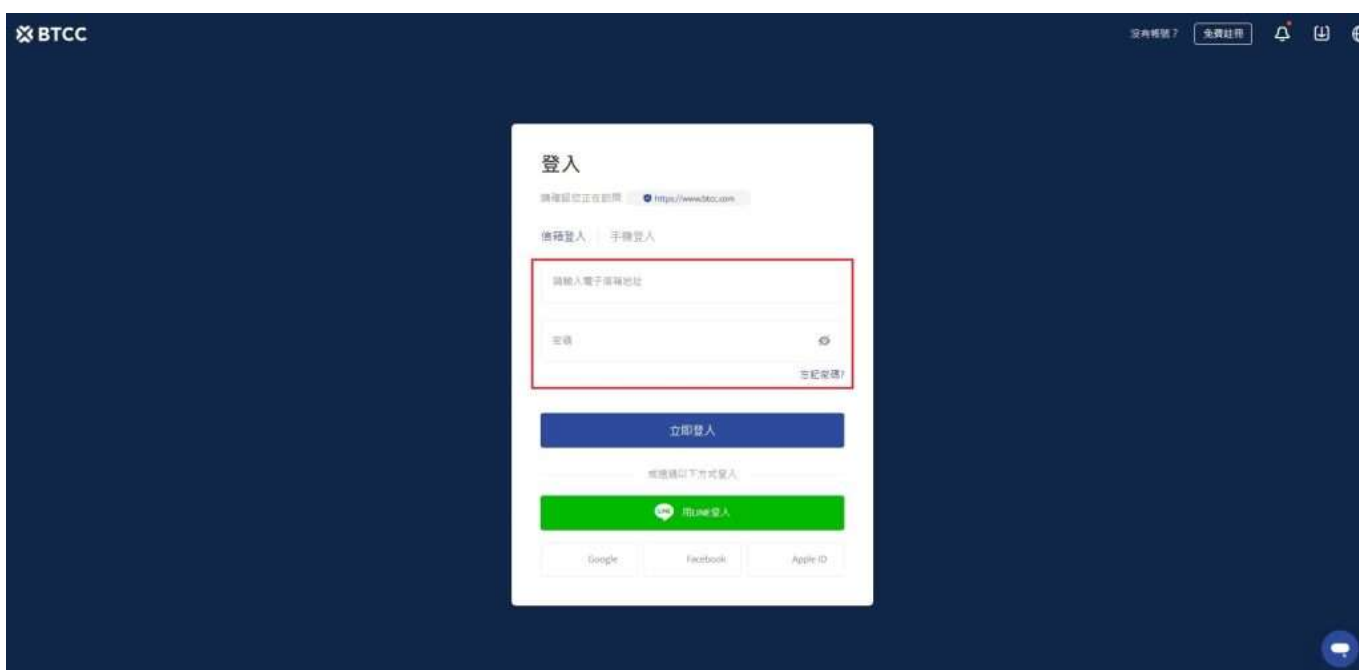 BTCC
沒有帳號？ 免費註冊
登入
請確認您正在訪問 https://www.btcc.com
信箱登入 手機登入
請輸入電子信箱地址
密碼
忘記密碼?
立即登入
或透過以下方式登入
LINE 用LINE登入
Google Facebook Apple ID